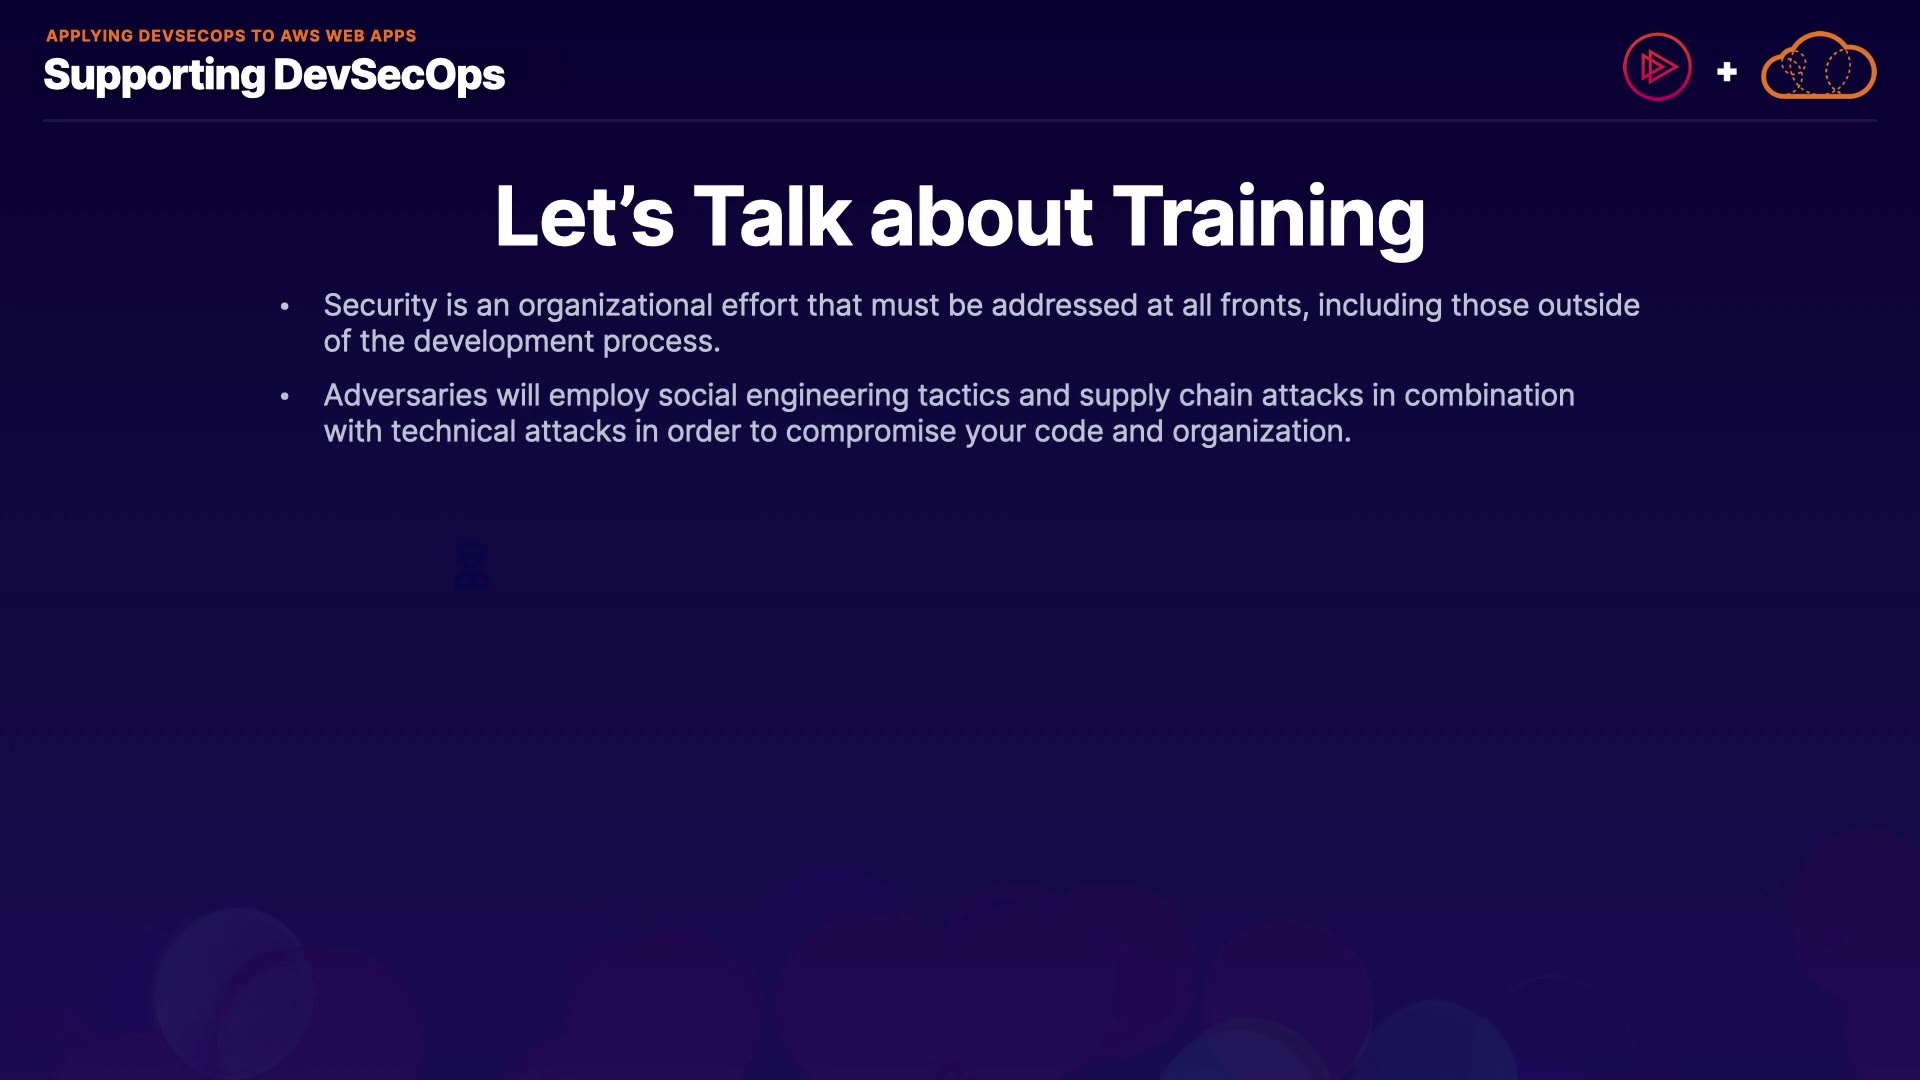 APPLYING DEVSECOPS TO AWS WEB APPS
Supporting DevSecOps
+
Let’s Talk about Training
• Security is an organizational effort that must be addressed at all fronts, including those outside
of the development process.
• Adversaries will employ social engineering tactics and supply chain attacks in combination
with technical attacks in order to compromise your code and organization.